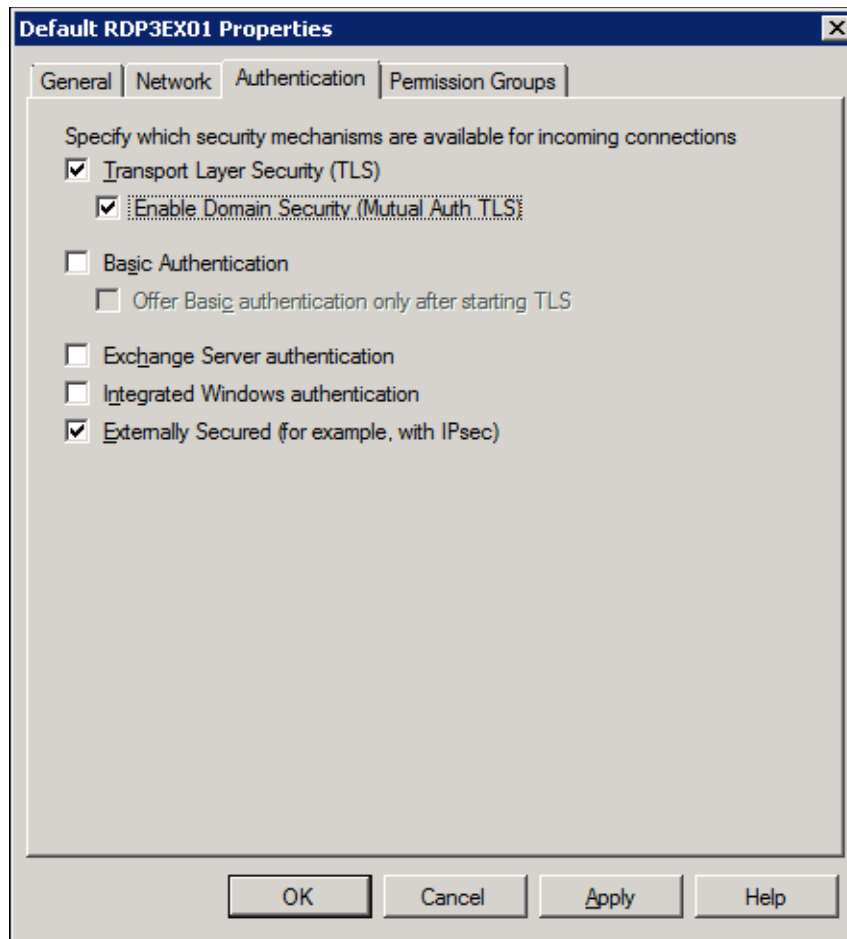 Default RDP3EX01 Properties
General
Network
Authentication
Permission Groups
Specify which security mechanisms are available for incoming connections
Transport Layer Security (TLS)
Enable Domain Security (Mutual Auth TLS)
Basic Authentication
Offer Basic authentication only after starting TLS
Exchange Server authentication
Integrated Windows authentication
Externally Secured (for example, with IPsec)
OK
Cancel
Apply
Help